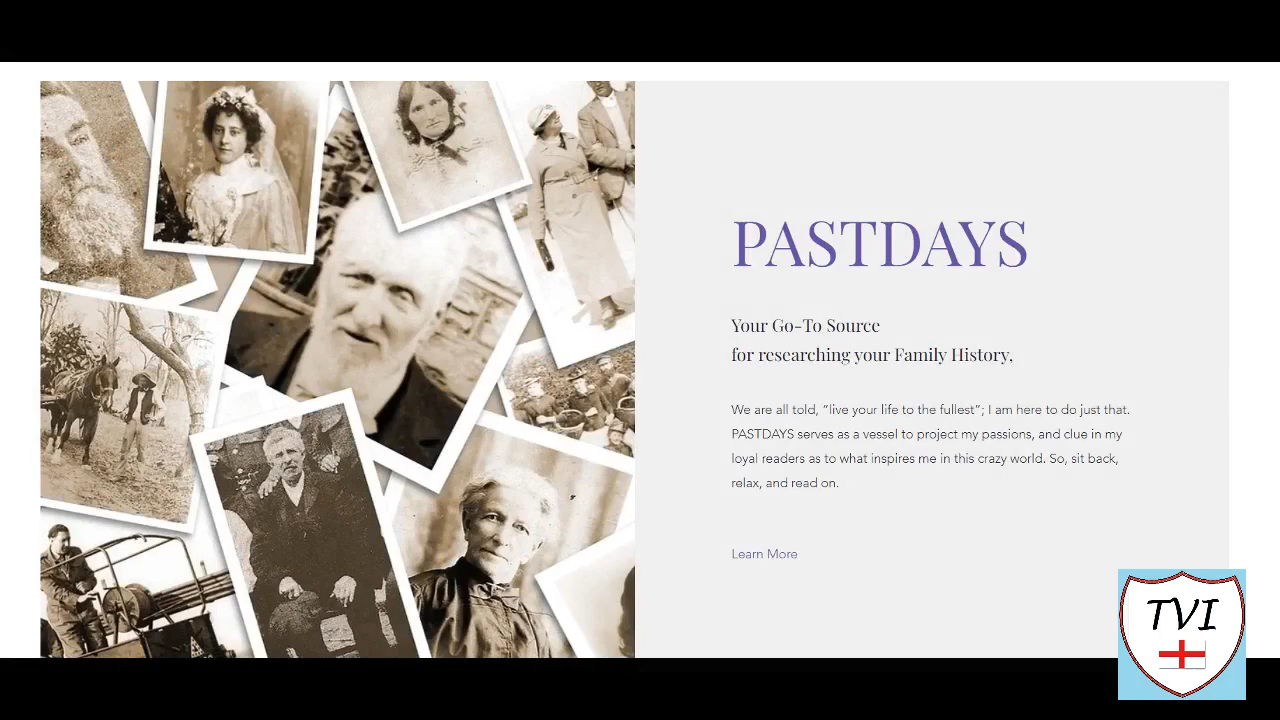 PASTDAYS
Your Go-To Source
for researching your Family History,
We are all told, “live your life to the fullest”; I am here to do just that.
PASTDAYS serves as a vessel to project my passions, and clue in my
loyal readers as to what inspires me in this crazy world. So, sit back,
relax, and read on.
Learn More
TVI